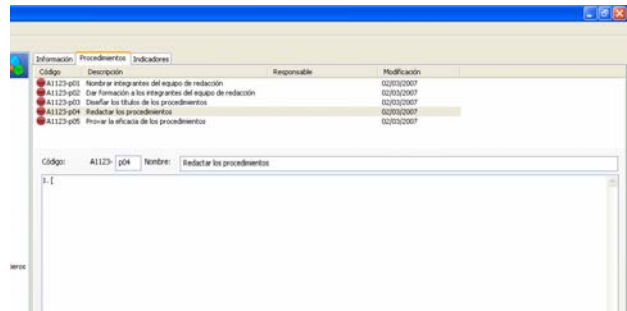 Información Procedimientos Indicadores
Código Descripción Responsable Modificación
A1123-p01 Nombrar integrantes del equipo de redacción 02/03/2007
A1123-p02 Dar formación a los integrantes del equipo de redacción 02/03/2007
A1123-p03 Diseñar los títulos de los procedimientos 02/03/2007
A1123-p04 Redactar los procedimientos 02/03/2007
A1123-p05 Provar la eficacia de los procedimientos 02/03/2007
Código: A1123- p04 Nombre: Redactar los procedimientos
1. [